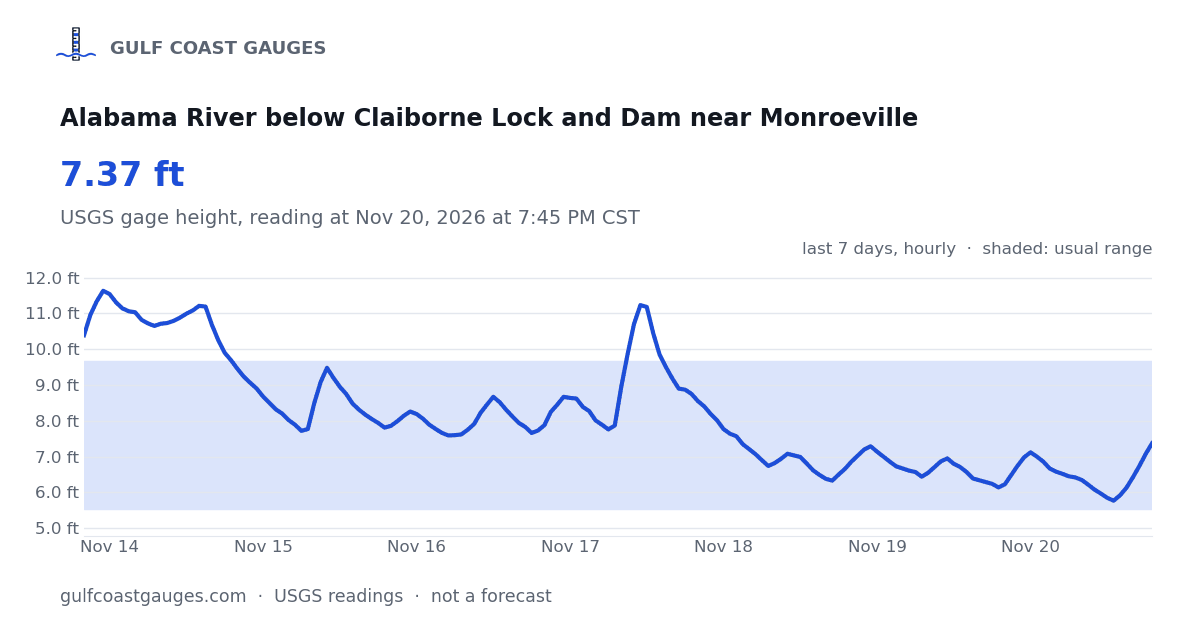 GULF COAST GAUGES
Alabama River below Claiborne Lock and Dam near Monroeville
7.37 ft
USGS gage height, reading at Nov 20, 2026 at 7:45 PM CST
last 7 days, hourly · shaded: usual range
12.0 ft
11.0 ft
10.0 ft
9.0 ft
8.0 ft
7.0 ft
6.0 ft
5.0 ft
Nov 14 Nov 15 Nov 16 Nov 17 Nov 18 Nov 19 Nov 20
gulfcoastgauges.com · USGS readings · not a forecast